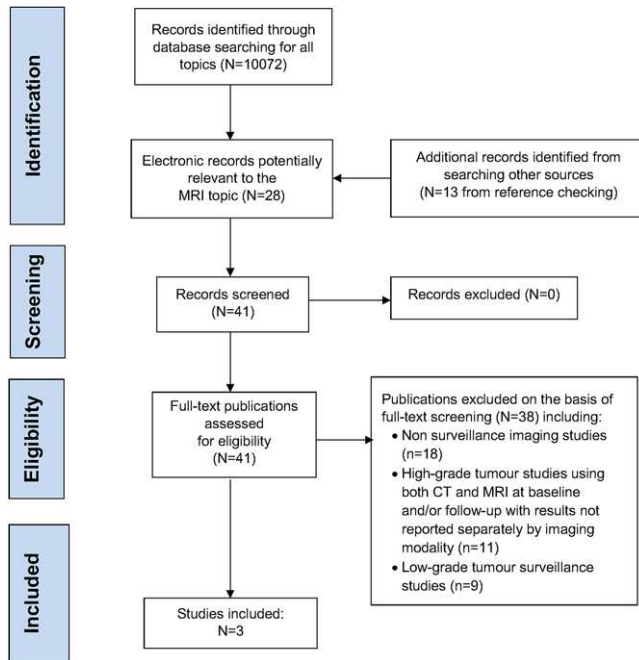 Identification
Records identified through
database searching for all
topics (N=10072)
Electronic records potentially
relevant to the
MRI topic (N=28)
Additional records identified from
searching other sources
(N=13 from reference checking)
Screening
Records screened
(N=41)
Records excluded (N=0)
Eligibility
Full-text publications
assessed
for eligibility
(N=41)
Publications excluded on the basis of
full-text screening (N=38) including:
• Non surveillance imaging studies
(n=18)
• High-grade tumour studies using
both CT and MRI at baseline
and/or follow-up with results not
reported separately by imaging
modality (n=11)
• Low-grade tumour surveillance
studies (n=9)
Included
Studies included:
N=3